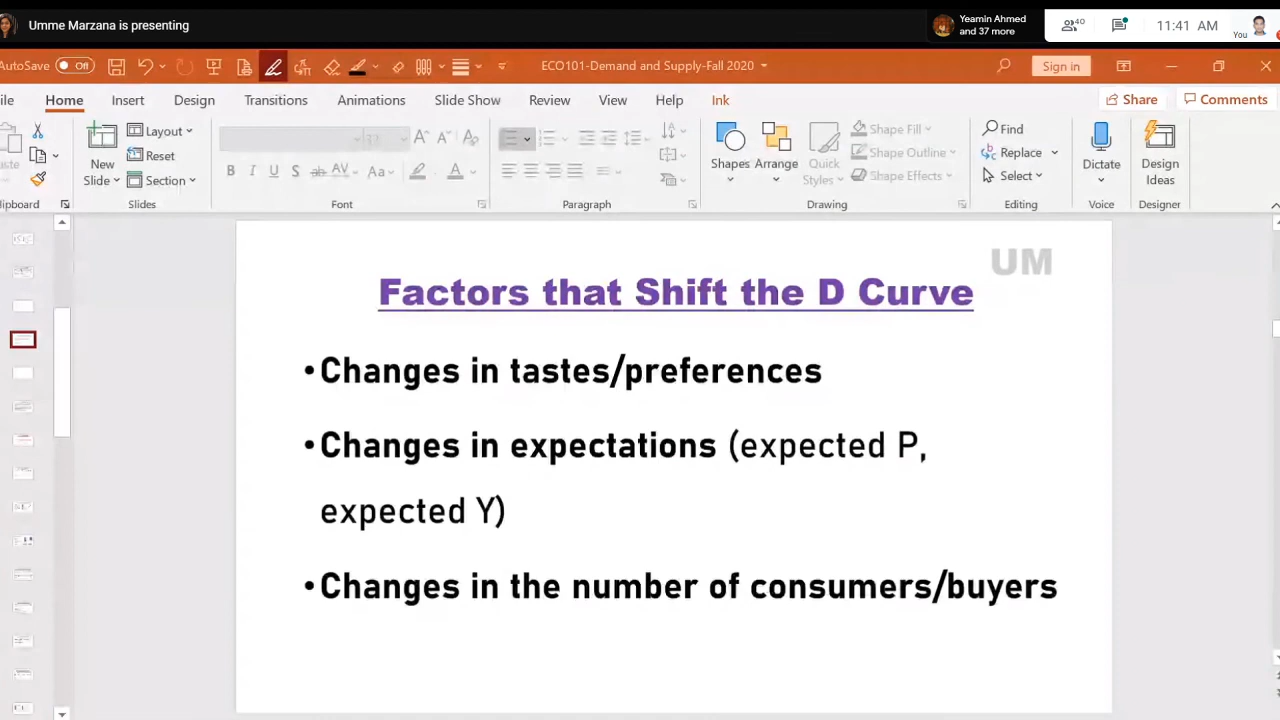 Umme Marzana is presenting
Yeamin Ahmed
and 37 more
40
11:41 AM
You
AutoSave Off
ECO101-Demand and Supply-Fall 2020
Sign in
Home Insert Design Transitions Animations Slide Show Review View Help Ink
Share Comments
New
Slide
Layout
Reset
Section
Slides
Font
Paragraph
Shapes
Arrange
Quick
Styles
Shape Fill
Shape Outline
Shape Effects
Drawing
Find
Replace
Select
Editing
Dictate
Voice
Design
Ideas
Designer
UM
Factors that Shift the D Curve
•Changes in tastes/preferences
•Changes in expectations (expected P,
expected Y)
•Changes in the number of consumers/buyers